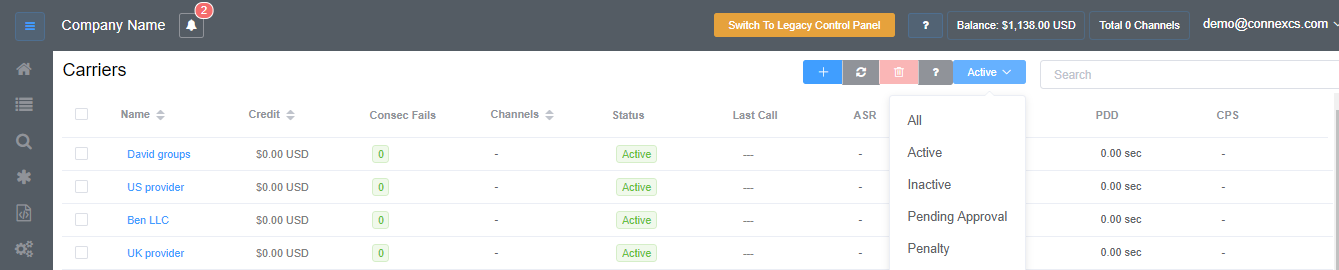 Company Name 2 Switch To Legacy Control Panel ? Balance: $1,138.00 USD Total 0 Channels demo@connexcs.com
Carriers + ? Active Search
Name Credit Consec Fails Channels Status Last Call ASR PDD CPS
All
David groups $0.00 USD 0 - Active --- - 0.00 sec -
Active
US provider $0.00 USD 0 - Active --- - 0.00 sec -
Inactive
Ben LLC $0.00 USD 0 - Active --- - 0.00 sec -
Pending Approval
UK provider $0.00 USD 0 - Active --- - 0.00 sec -
Penalty